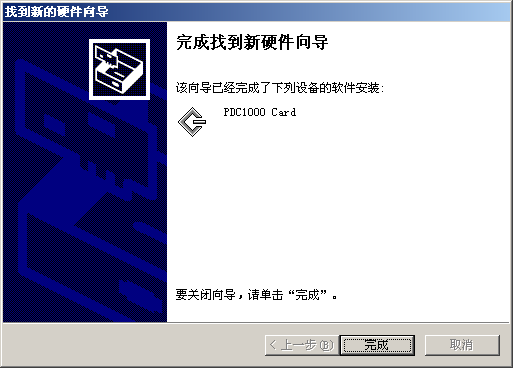 找到新的硬件向导
完成找到新硬件向导
该向导已经完成了下列设备的软件安装:
PDC1000 Card
要关闭向导，请单击“完成”。
< 上一步(B) 完成 取消